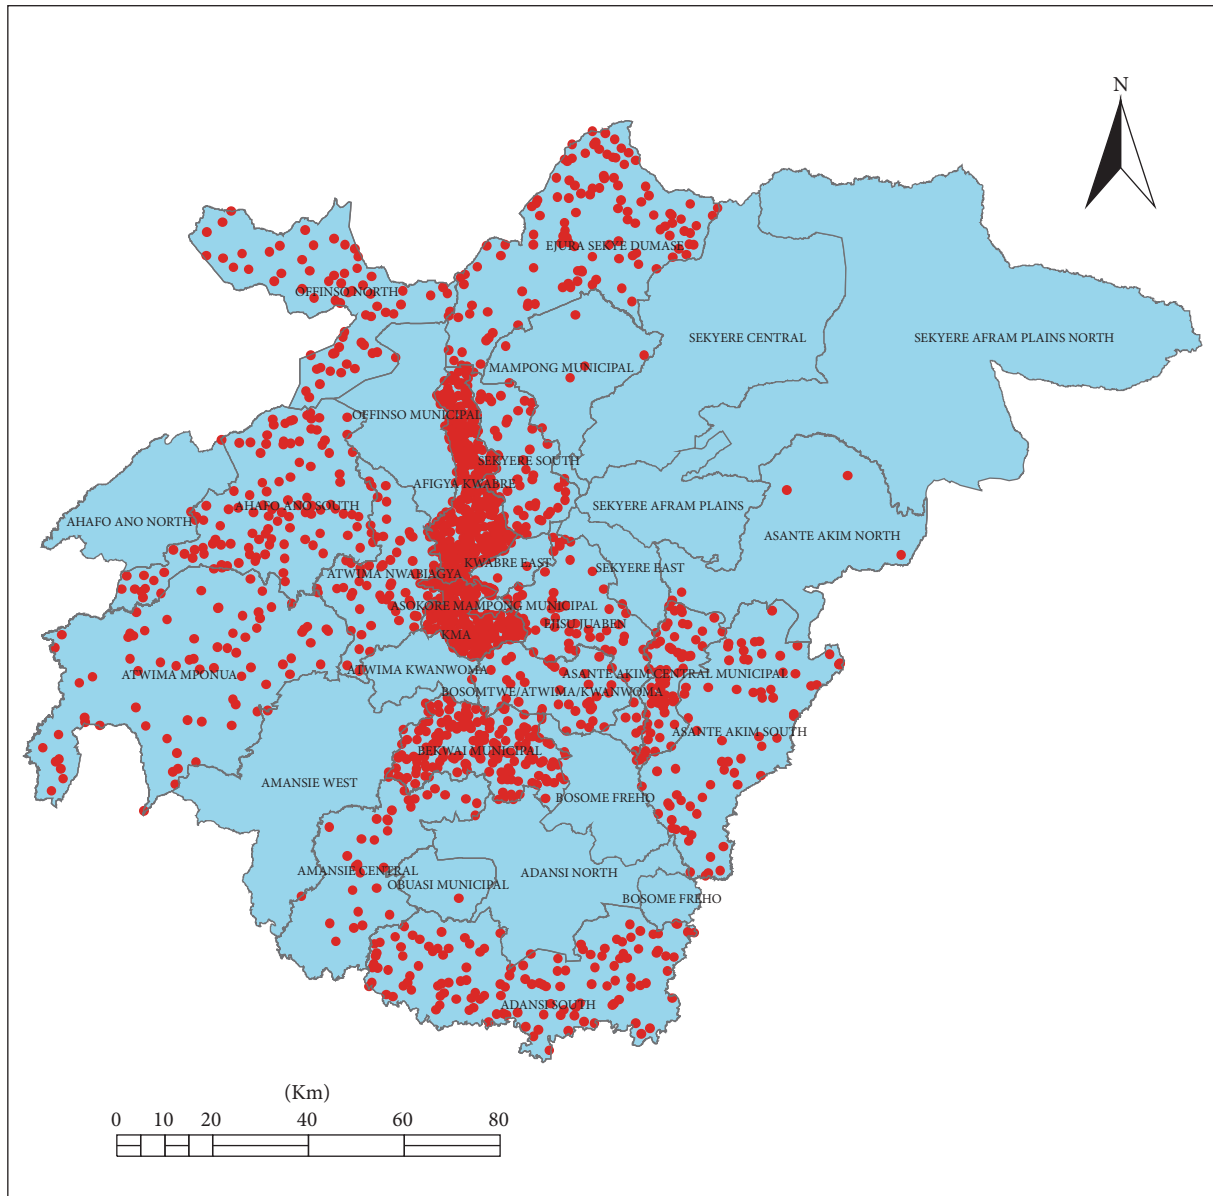 N
EJURA SEKYE DUMASE
OFFINSO NORTH
SEKYERE CENTRAL
SEKYERE AFRAM PLAINS NORTH
MAMPONG MUNICIPAL
OFFINSO MUNICIPAL
SEKYERE SOUTH
AFIGYA KWABRE
AHAFO ANO SOUTH
SEKYERE AFRAM PLAINS
AHAFO ANO NORTH
ASANTE AKIM NORTH
KWABRE EAST
SEKYERE EAST
ATWIMA NWABIAGYA
ASOKORE MAMPONG MUNICIPAL
EJISU JUABEN
KMA
ATWIMA KWANWOMA
ATWIMA MPONUA
ASANTE AKIM CENTRAL MUNICIPAL
BOSOMTWE/ATWIMA/KWANWOMA
ASANTE AKIM SOUTH
BEKWAI MUNICIPAL
AMANSIE WEST
BOSOME FREHO
AMANSIE CENTRAL
ADANSI NORTH
OBUASI MUNICIPAL
BOSOME FREHO
ADANSI SOUTH
(Km)
0 10 20 40 60 80